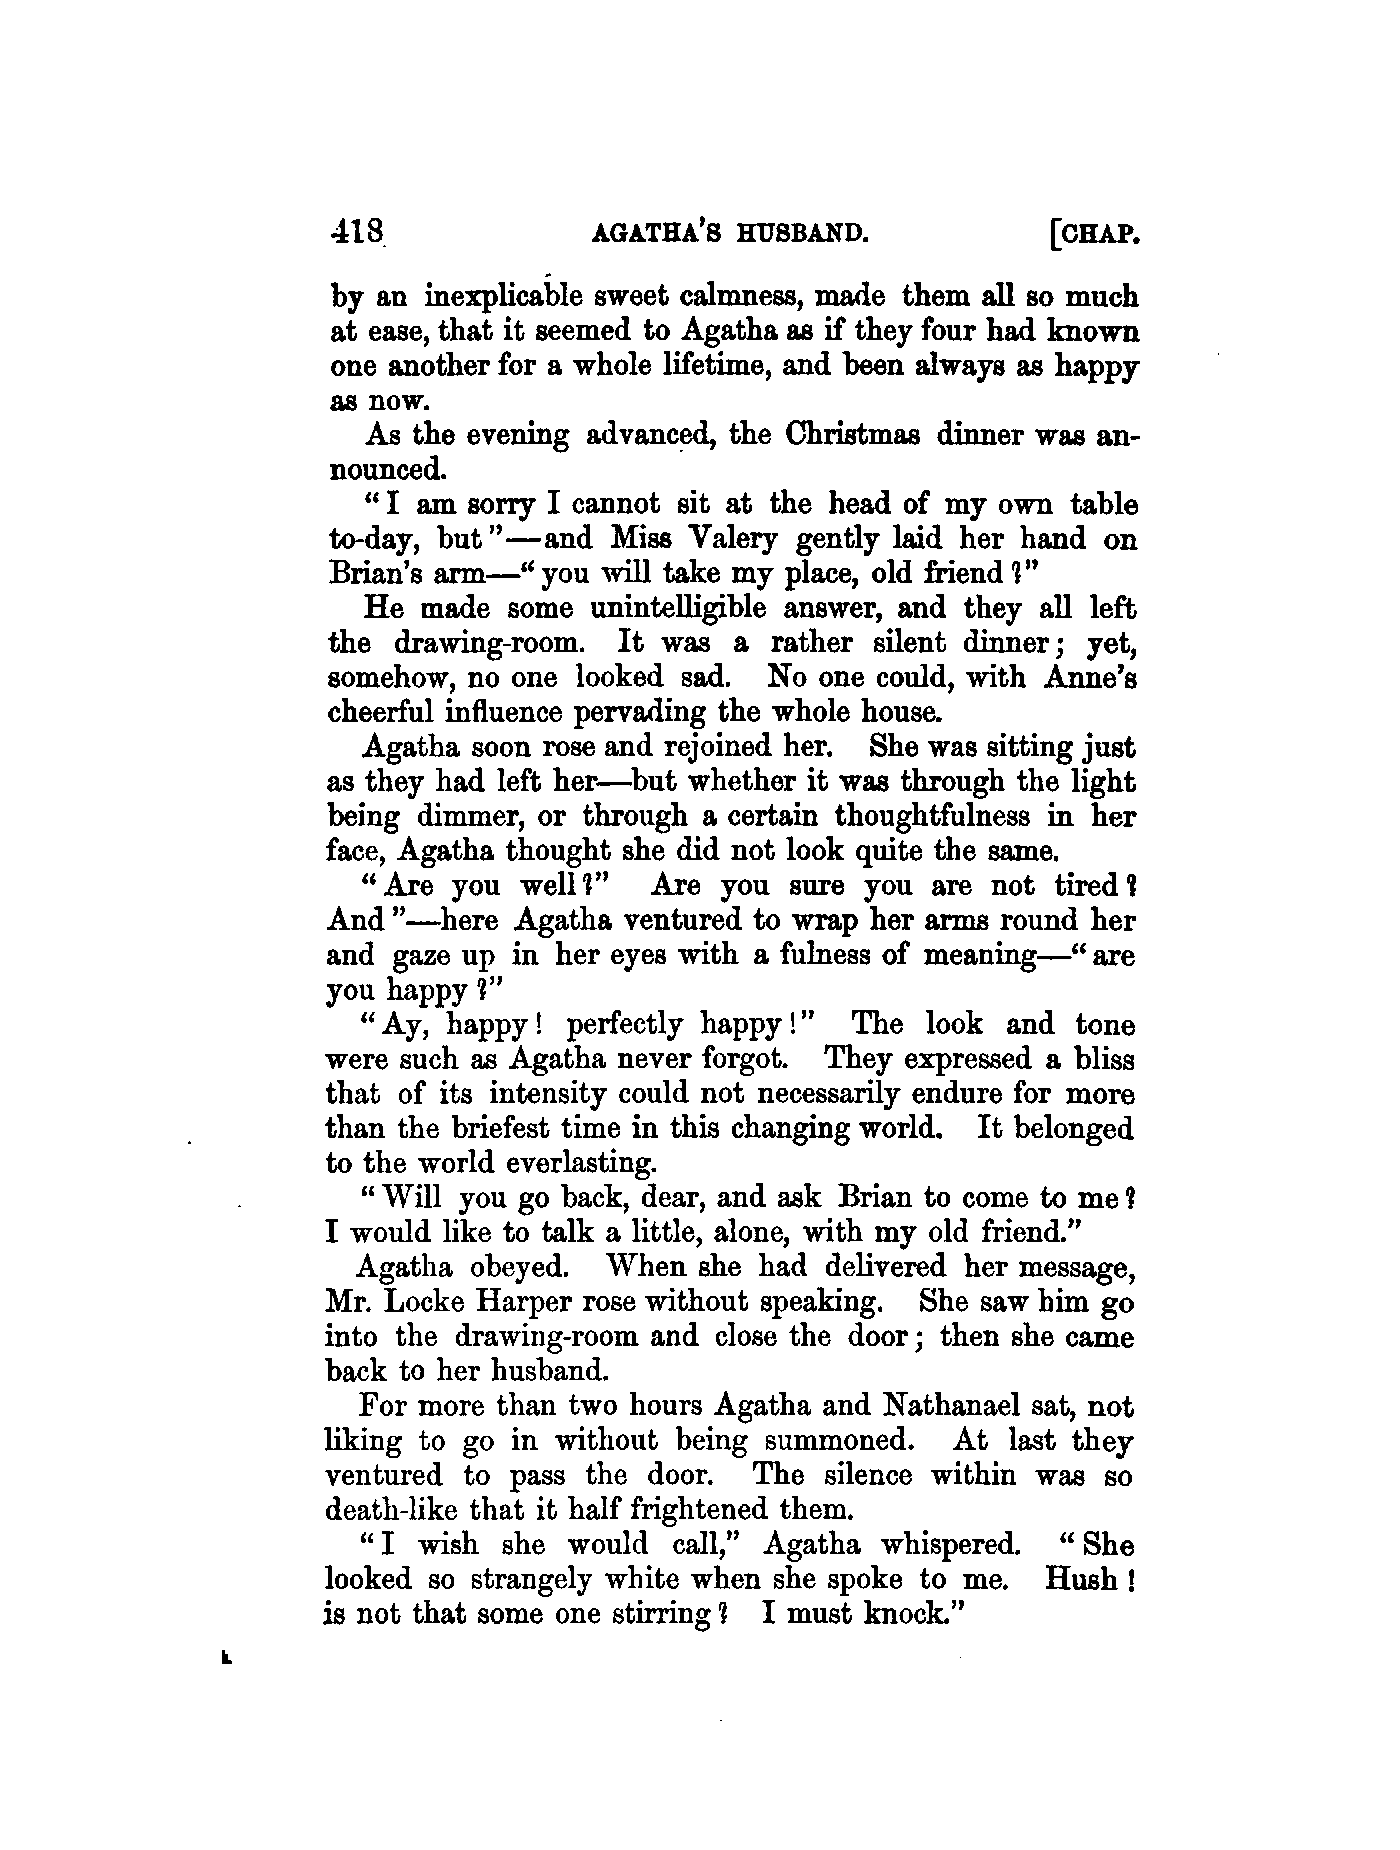 418 AGATHA'S HUSBAND. [CHAP.
by an inexplicable sweet calmness, made them all so much
at ease, that it seemed to Agatha as if they four had known
one another for a whole lifetime, and been always as happy
as now.
As the evening advanced, the Christmas dinner was an-
nounced.
"I am sorry I cannot sit at the head of my own table
to-day, but"—and Miss Valery gently laid her hand on
Brian's arm—"you will take my place, old friend?"
He made some unintelligible answer, and they all left
the drawing-room. It was a rather silent dinner; yet,
somehow, no one looked sad. No one could, with Anne's
cheerful influence pervading the whole house.
Agatha soon rose and rejoined her. She was sitting just
as they had left her—but whether it was through the light
being dimmer, or through a certain thoughtfulness in her
face, Agatha thought she did not look quite the same.
"Are you well?" Are you sure you are not tired?
And"—here Agatha ventured to wrap her arms round her
and gaze up in her eyes with a fulness of meaning—"are
you happy?"
"Ay, happy! perfectly happy!" The look and tone
were such as Agatha never forgot. They expressed a bliss
that of its intensity could not necessarily endure for more
than the briefest time in this changing world. It belonged
to the world everlasting.
"Will you go back, dear, and ask Brian to come to me?
I would like to talk a little, alone, with my old friend."
Agatha obeyed. When she had delivered her message,
Mr. Locke Harper rose without speaking. She saw him go
into the drawing-room and close the door; then she came
back to her husband.
For more than two hours Agatha and Nathanael sat, not
liking to go in without being summoned. At last they
ventured to pass the door. The silence within was so
death-like that it half frightened them.
"I wish she would call," Agatha whispered. "She
looked so strangely white when she spoke to me. Hush!
is not that some one stirring? I must knock."